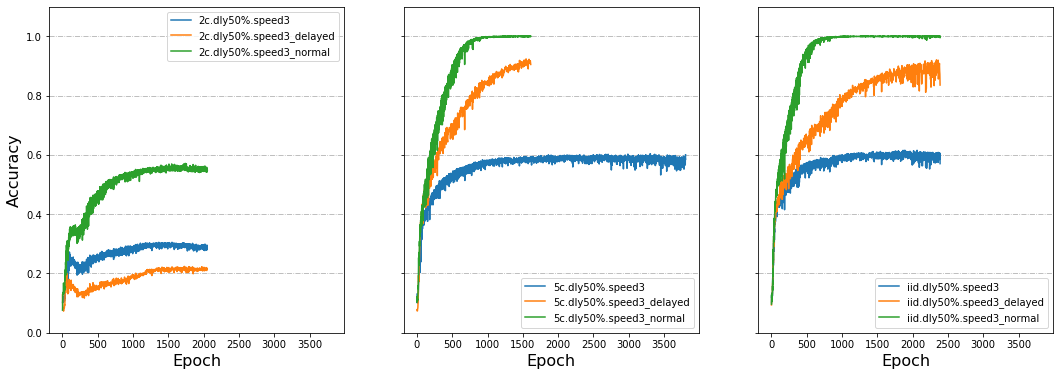 Accuracy
1.0
0.8
0.6
0.4
0.2
0.0
2c.dly50%.speed3
2c.dly50%.speed3_delayed
2c.dly50%.speed3_normal
0 500 1000 1500 2000 2500 3000 3500
Epoch
5c.dly50%.speed3
5c.dly50%.speed3_delayed
5c.dly50%.speed3_normal
0 500 1000 1500 2000 2500 3000 3500
Epoch
iid.dly50%.speed3
iid.dly50%.speed3_delayed
iid.dly50%.speed3_normal
0 500 1000 1500 2000 2500 3000 3500
Epoch